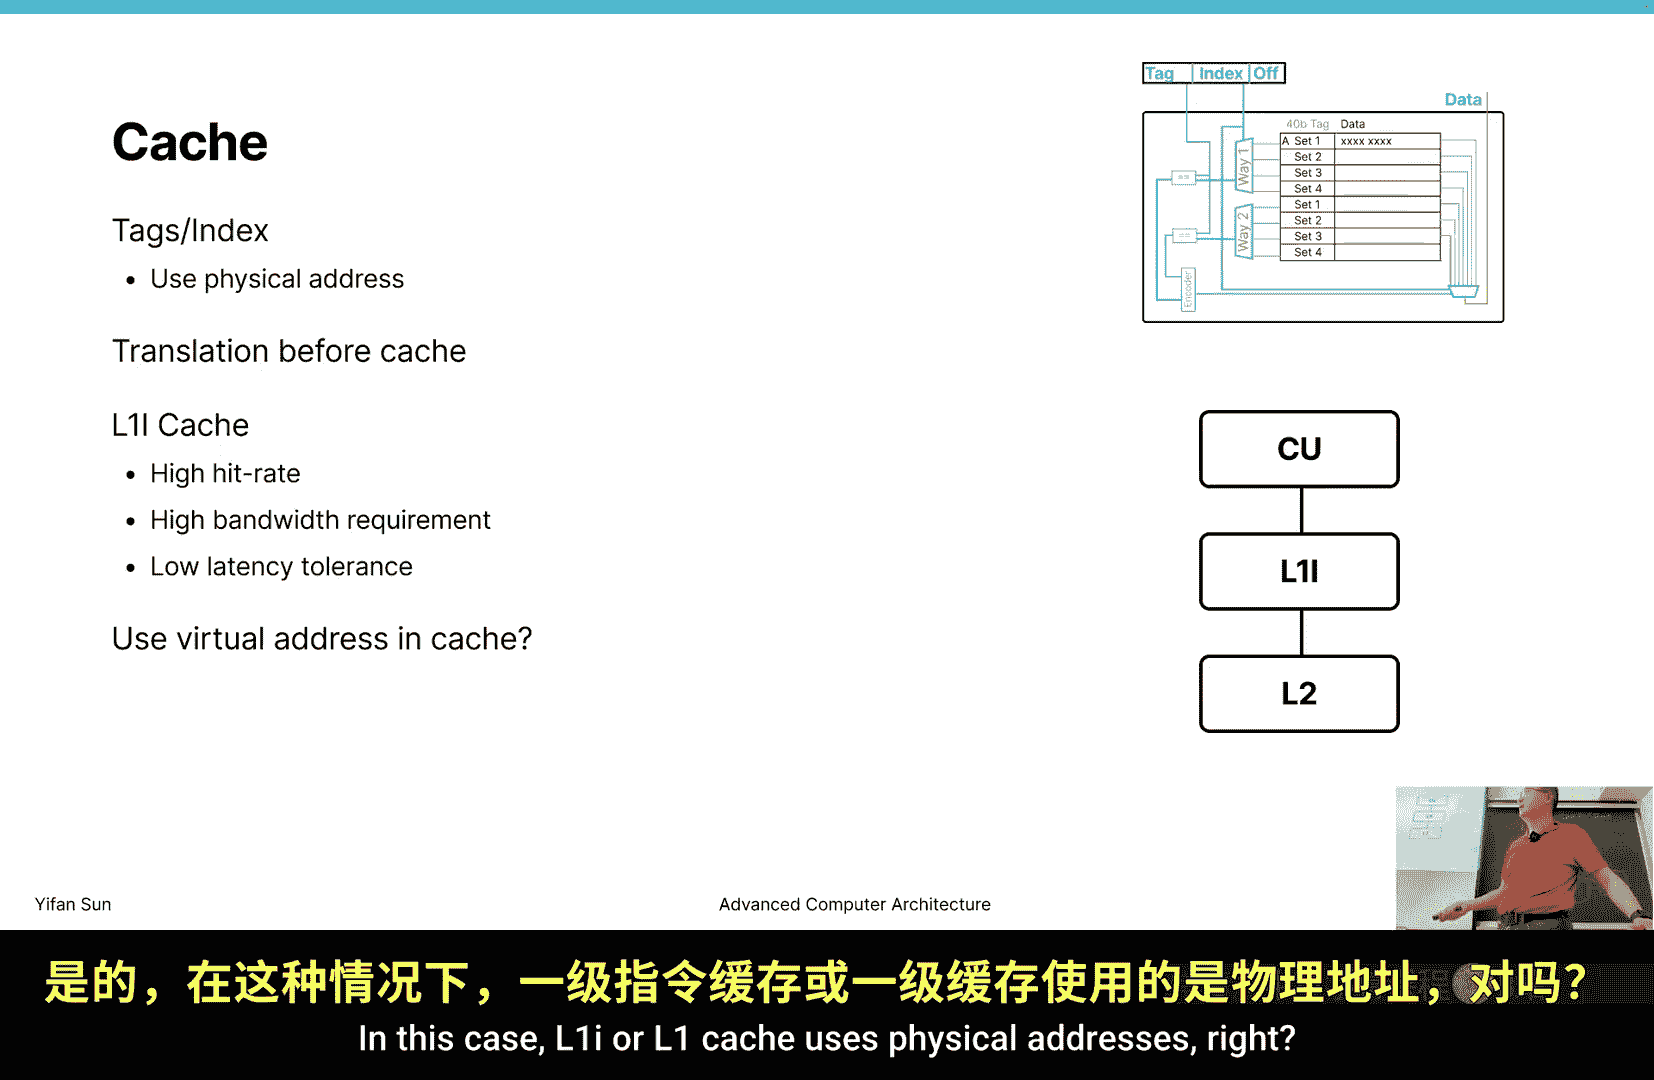 Cache
Tags/Index
• Use physical address
Translation before cache
L1I Cache
• High hit-rate
• High bandwidth requirement
• Low latency tolerance
Use virtual address in cache?
Tag Index Off
Data
40b Tag Data
A Set 1 xxxx xxxx
Set 2
Set 3
Set 4
Set 1
Set 2
Set 3
Set 4
Way 1
Way 2
==
==
Encoder
CU
L1I
L2
Yifan Sun
Advanced Computer Architecture
是的，在这种情况下，一级指令缓存或一级缓存使用的是物理地址，对吗？
In this case, L1i or L1 cache uses physical addresses, right?